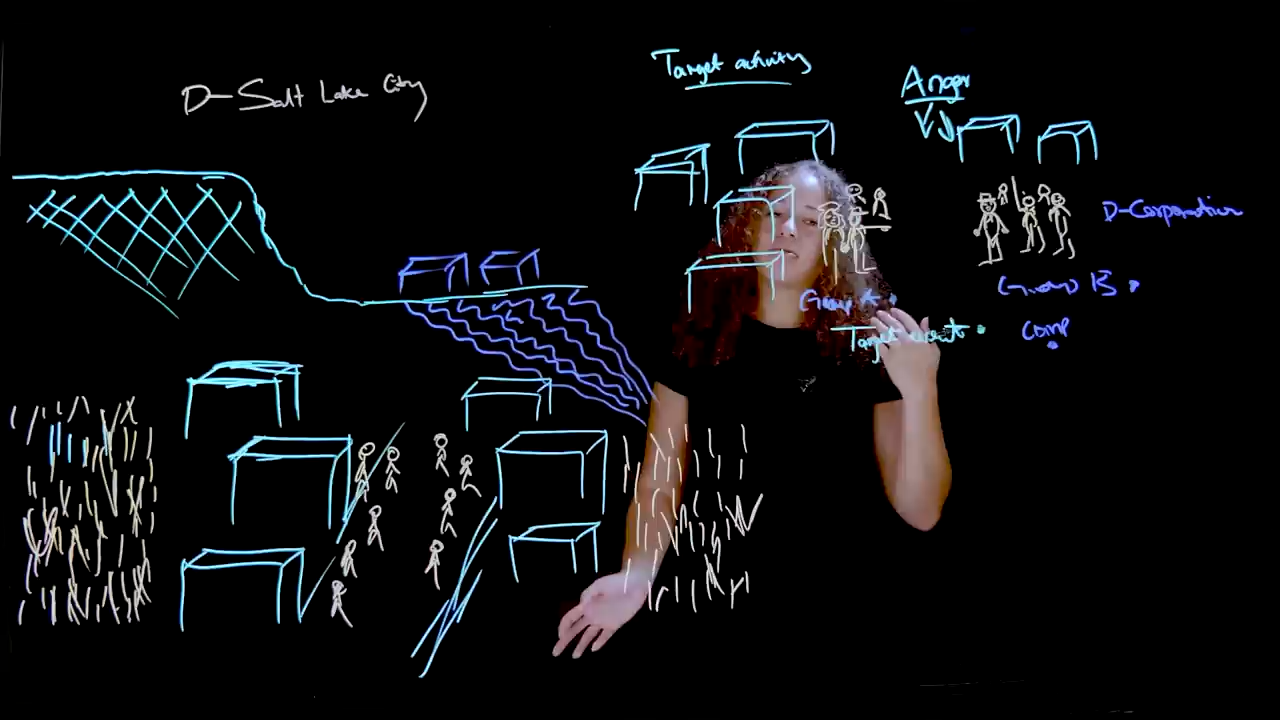 D-Salt Lake City
Target activity
Anger
D-Corporation
Group A.
Group B.
Target event.
Comp